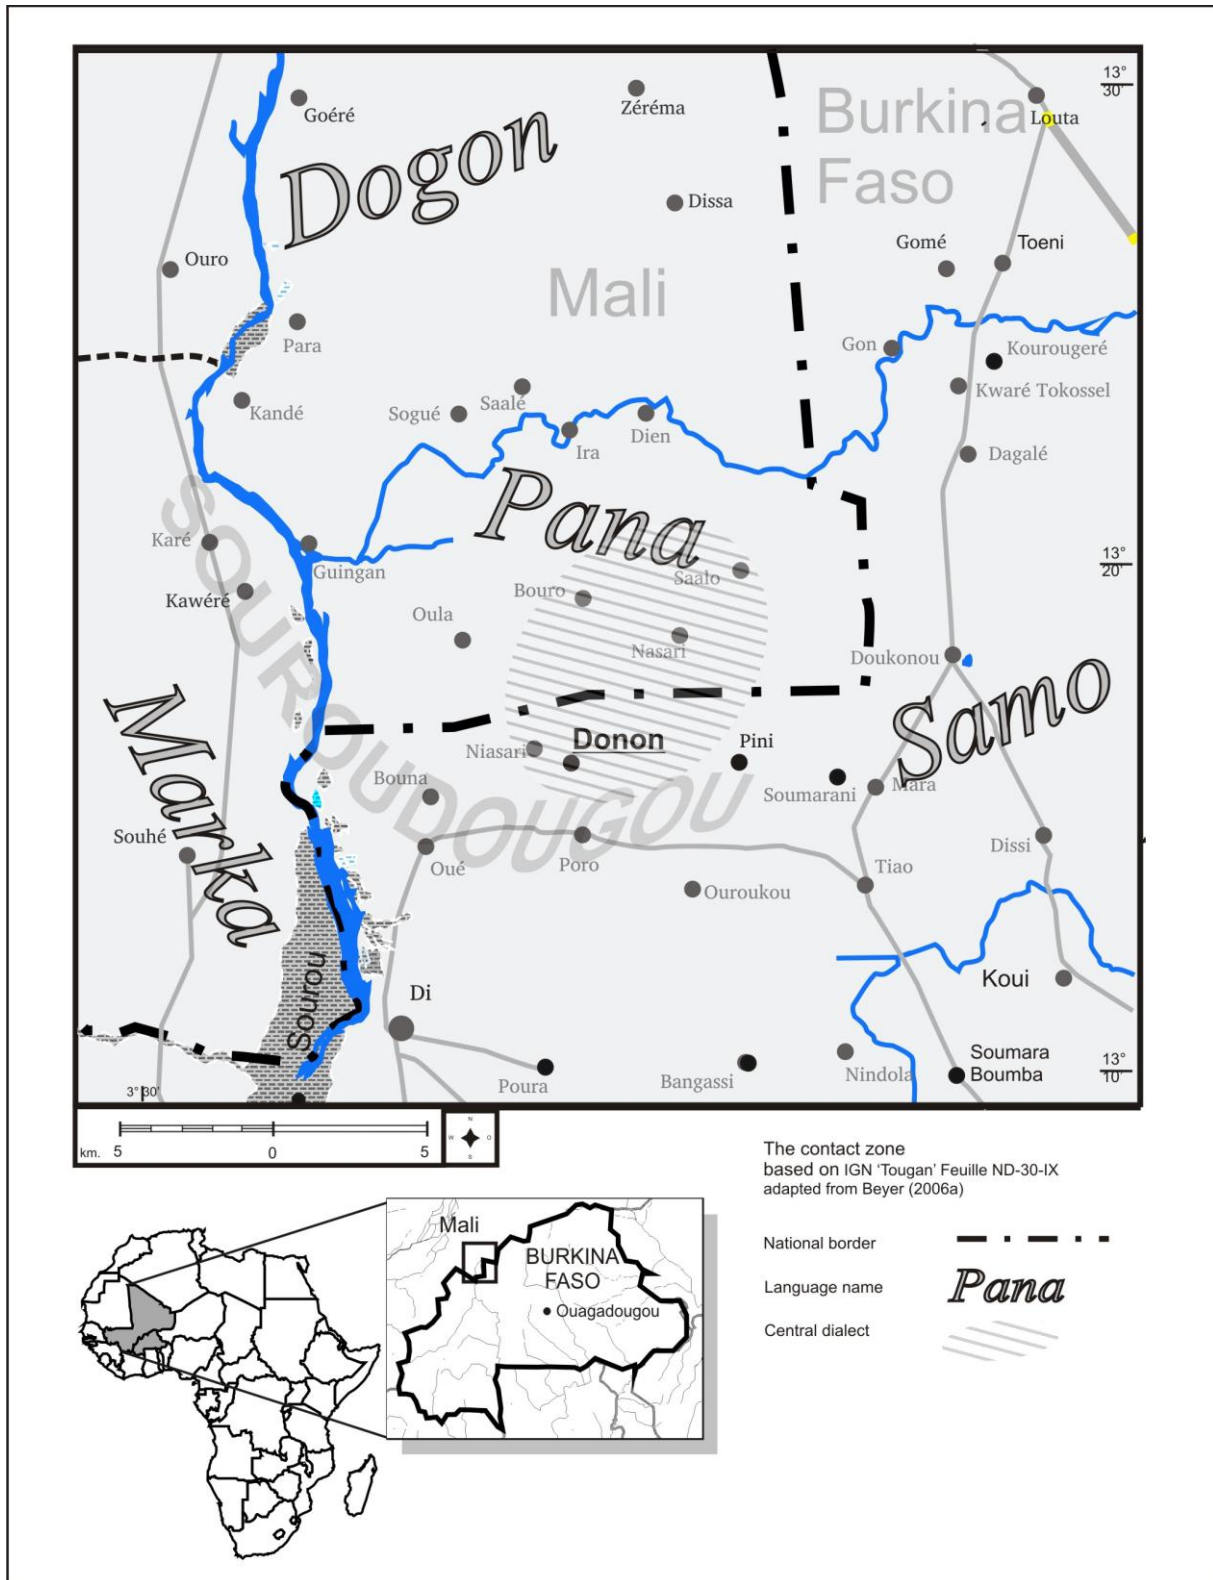 13°
30'
Goéré
Zéréma
Burkina
Faso
Louta
Dogon
Dissa
Gomé
Toeni
Ouro
Mali
Para
Gon
Kourougeré
Kwaré Tokossel
Kandé
Sogué
Saalé
Ira
Dien
Dagalé
Pana
SOUROUDOUGOU
Karé
Guingan
13°
20'
Kawéré
Bouro
Saalo
Oula
Nasari
Doukonou
Samo
Marka
Niasari
Donon
Pini
Bouna
Soumarani
Mara
Souhé
Oué
Poro
Dissi
Tiao
Ouroukou
Sourou
Di
Koui
Soumara
Boumba
Poura
Bangassi
Nindola
13°
10'
3° 30'
km. 5 0 5
N
W O
S
The contact zone
based on IGN ‘Tougan’ Feuille ND-30-IX
adapted from Beyer (2006a)
National border
Language name
Pana
Central dialect
Mali
BURKINA
FASO
Ouagadougou